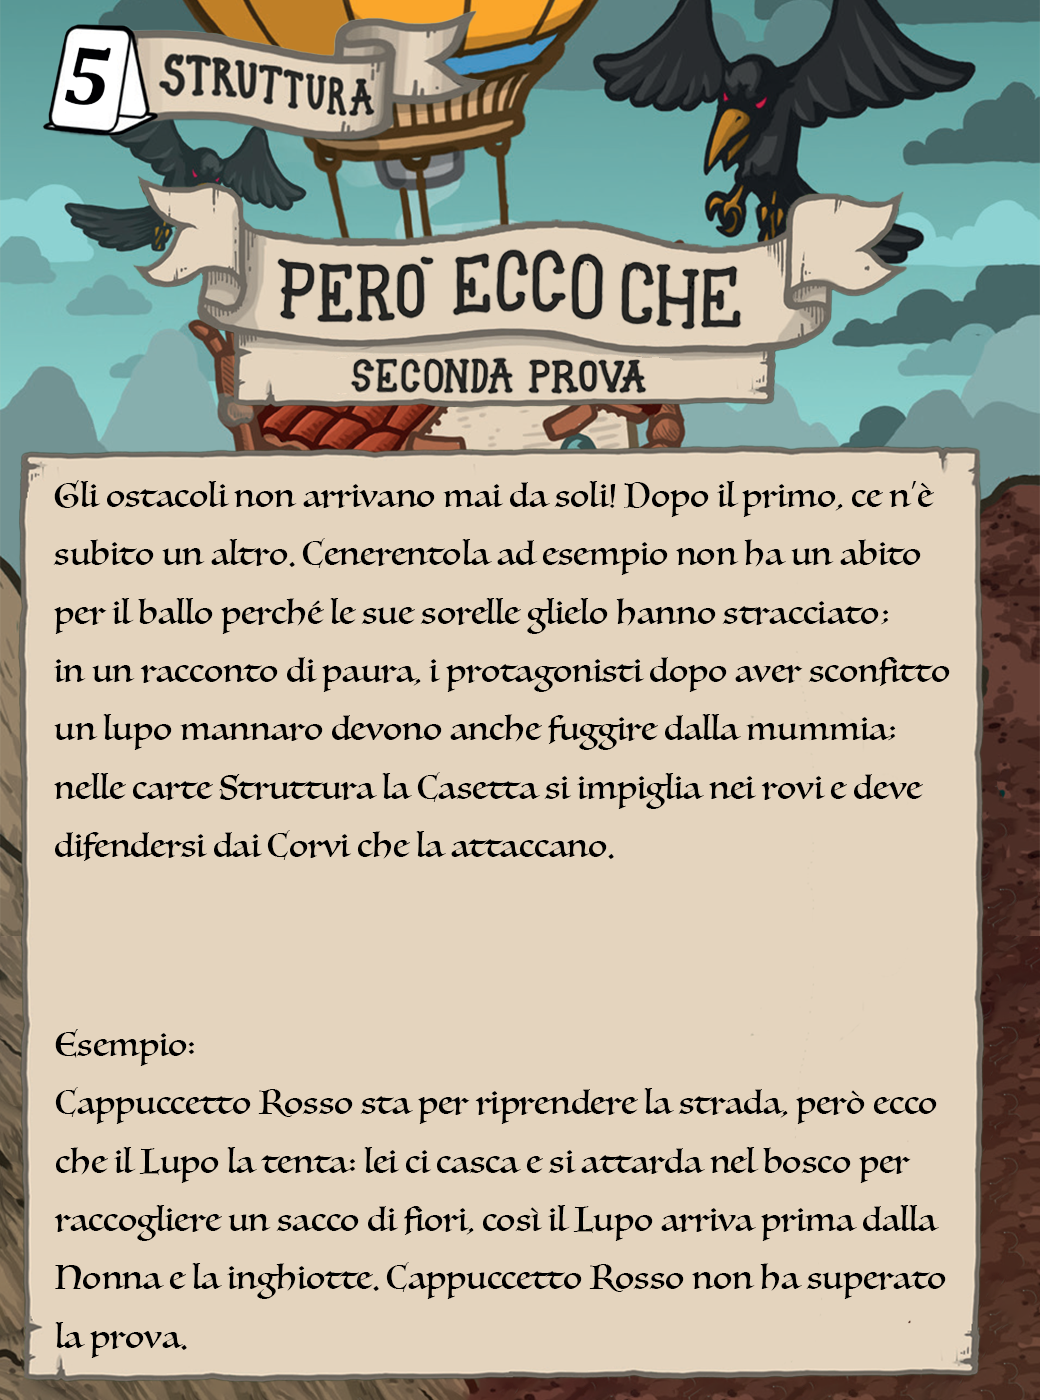 5
STRUTTURA
PERÒ ECCO CHE
SECONDA PROVA
Gli ostacoli non arrivano mai da soli! Dopo il primo, ce n'è
subito un altro. Cenerentola ad esempio non ha un abito
per il ballo perché le sue sorelle glielo hanno stracciato;
in un racconto di paura, i protagonisti dopo aver sconfitto
un lupo mannaro devono anche fuggire dalla mummia;
nelle carte Struttura la Casetta si impiglia nei rovi e deve
difendersi dai Corvi che la attaccano.
Esempio:
Cappuccetto Rosso sta per riprendere la strada, però ecco
che il Lupo la tenta: lei ci casca e si attarda nel bosco per
raccogliere un sacco di fiori, così il Lupo arriva prima dalla
Nonna e la inghiotte. Cappuccetto Rosso non ha superato
la prova.